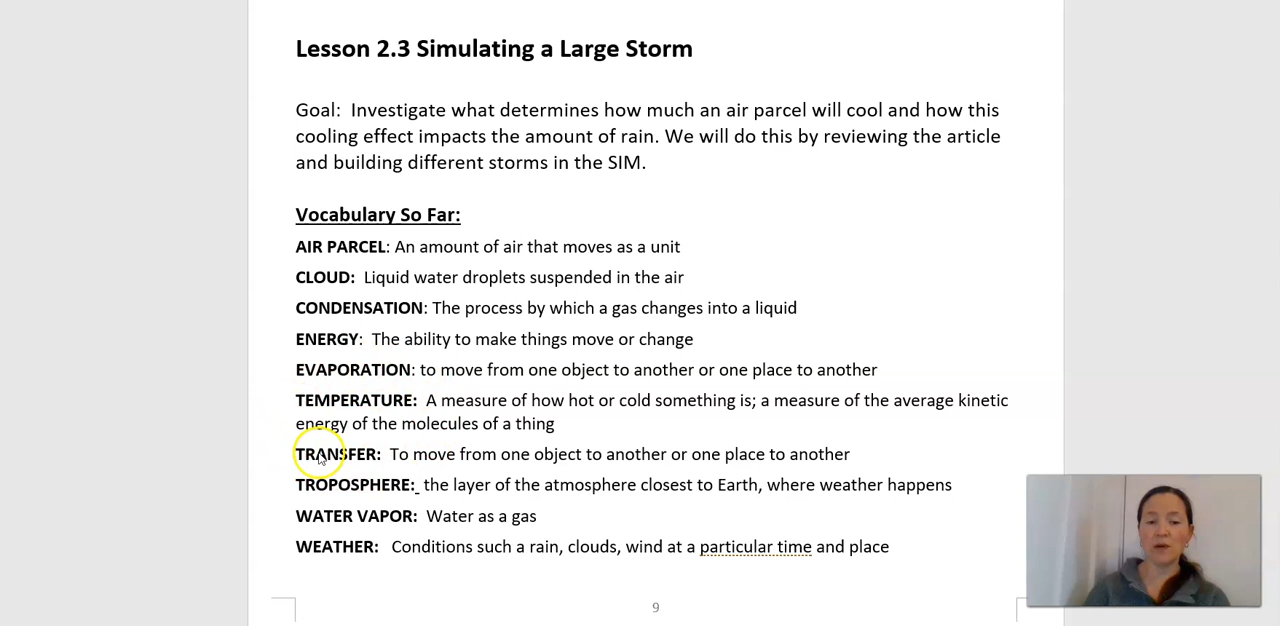 Lesson 2.3 Simulating a Large Storm
Goal:  Investigate what determines how much an air parcel will cool and how this
cooling effect impacts the amount of rain. We will do this by reviewing the article
and building different storms in the SIM.
Vocabulary So Far:
AIR PARCEL: An amount of air that moves as a unit
CLOUD:  Liquid water droplets suspended in the air
CONDENSATION: The process by which a gas changes into a liquid
ENERGY:  The ability to make things move or change
EVAPORATION: to move from one object to another or one place to another
TEMPERATURE:  A measure of how hot or cold something is; a measure of the average kinetic
energy of the molecules of a thing
TRANSFER:  To move from one object to another or one place to another
TROPOSPHERE:  the layer of the atmosphere closest to Earth, where weather happens
WATER VAPOR:  Water as a gas
WEATHER:   Conditions such a rain, clouds, wind at a particular time and place
9